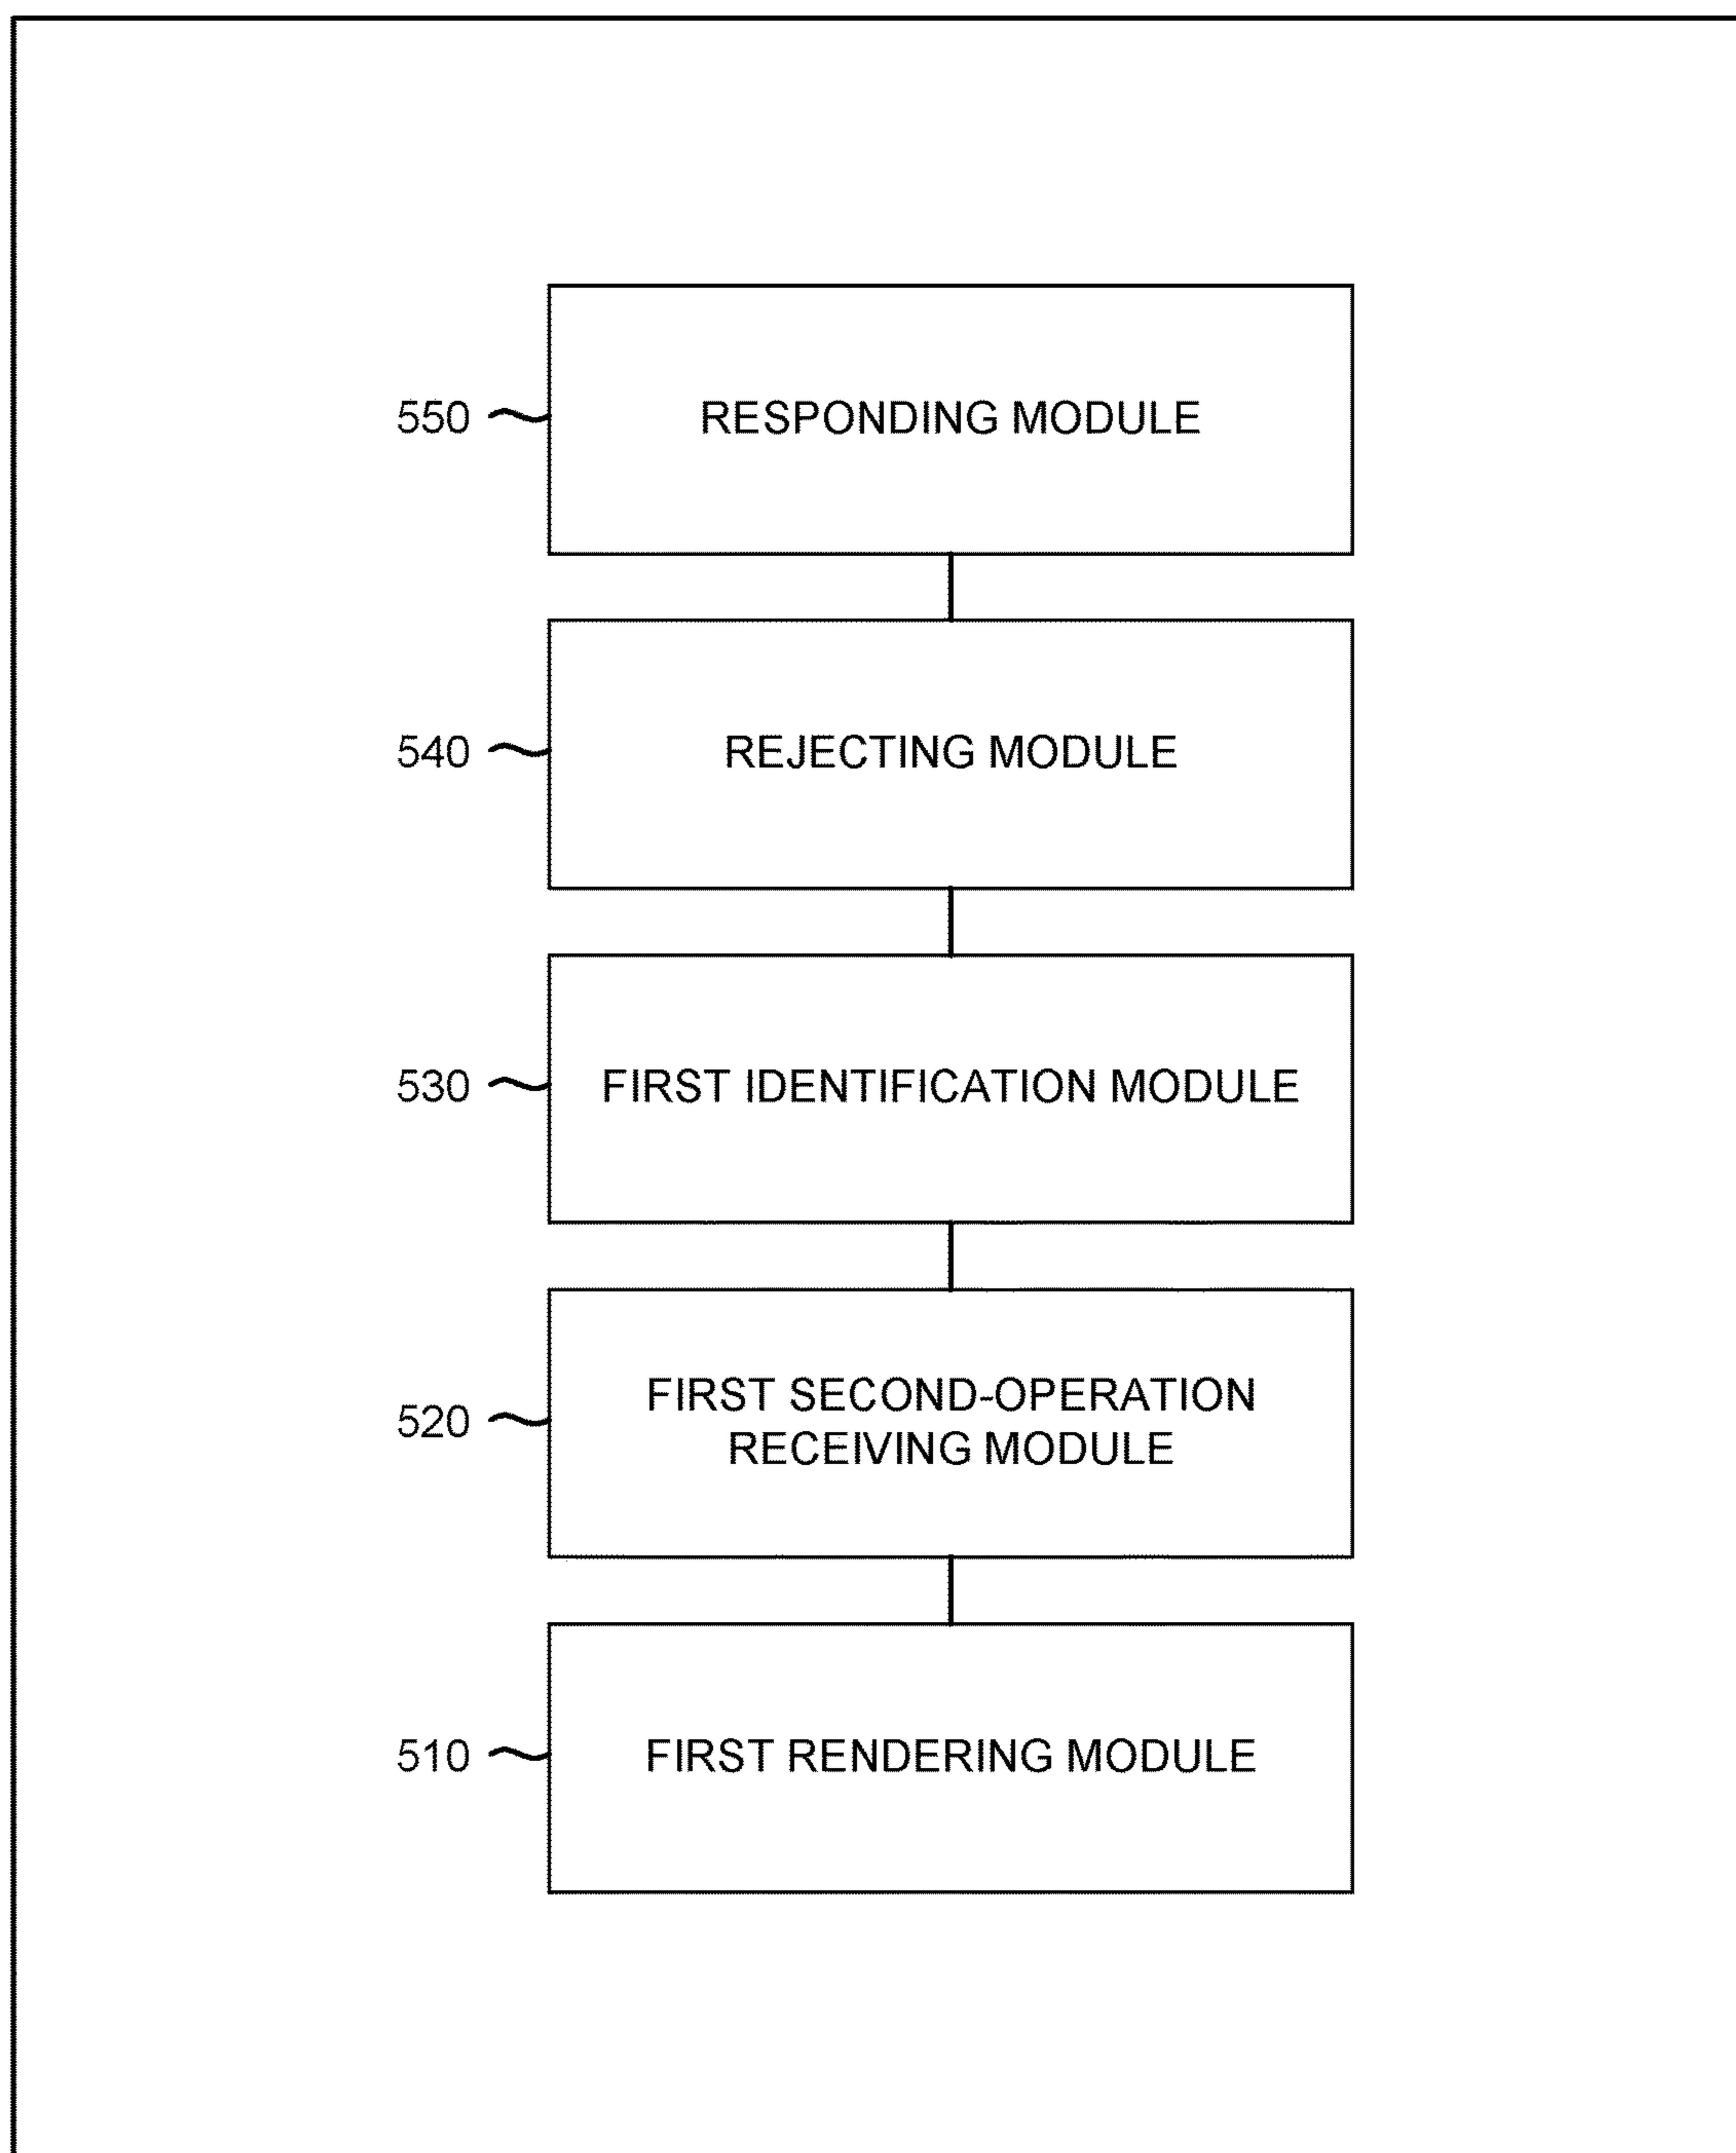 550
RESPONDING MODULE
540
REJECTING MODULE
530
FIRST IDENTIFICATION MODULE
520
FIRST SECOND-OPERATION
RECEIVING MODULE
510
FIRST RENDERING MODULE